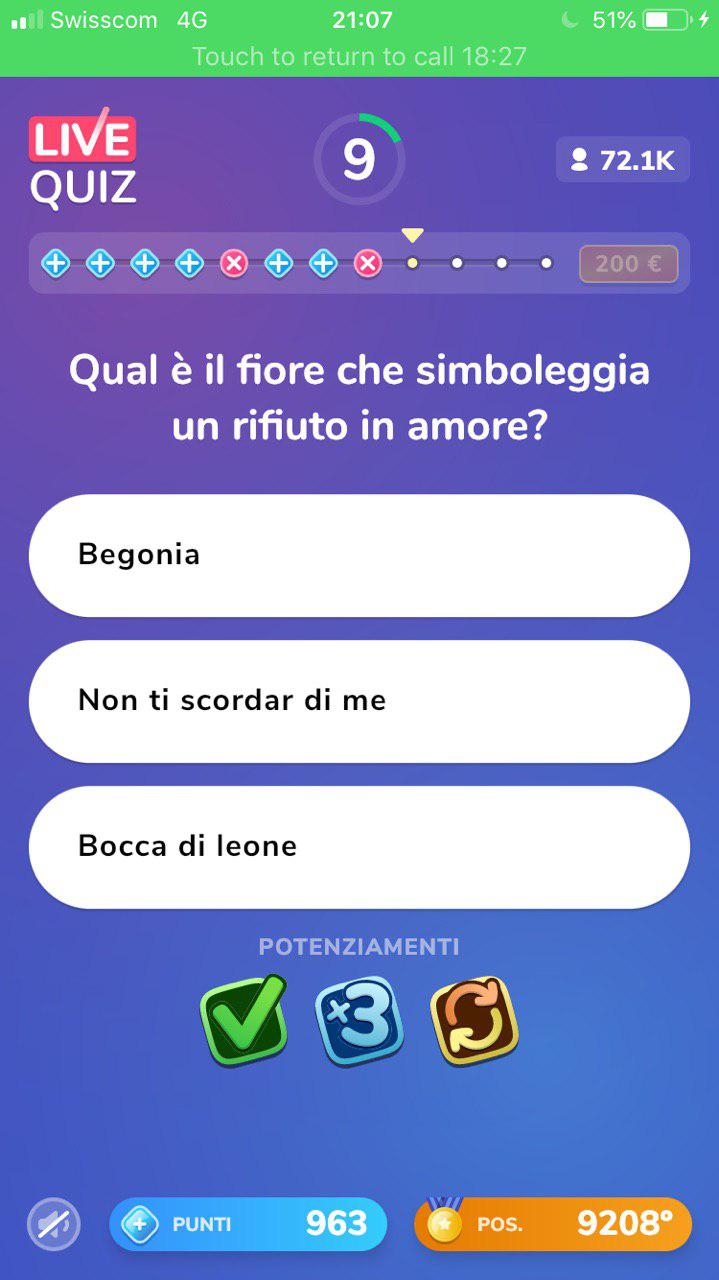 Swisscom 4G 21:07 51%
Touch to return to call 18:27
LIVE
QUIZ
9
72.1K
200 €
Qual è il fiore che simboleggia
un rifiuto in amore?
Begonia
Non ti scordar di me
Bocca di leone
POTENZIAMENTI
×3
PUNTI 963
POS. 9208º